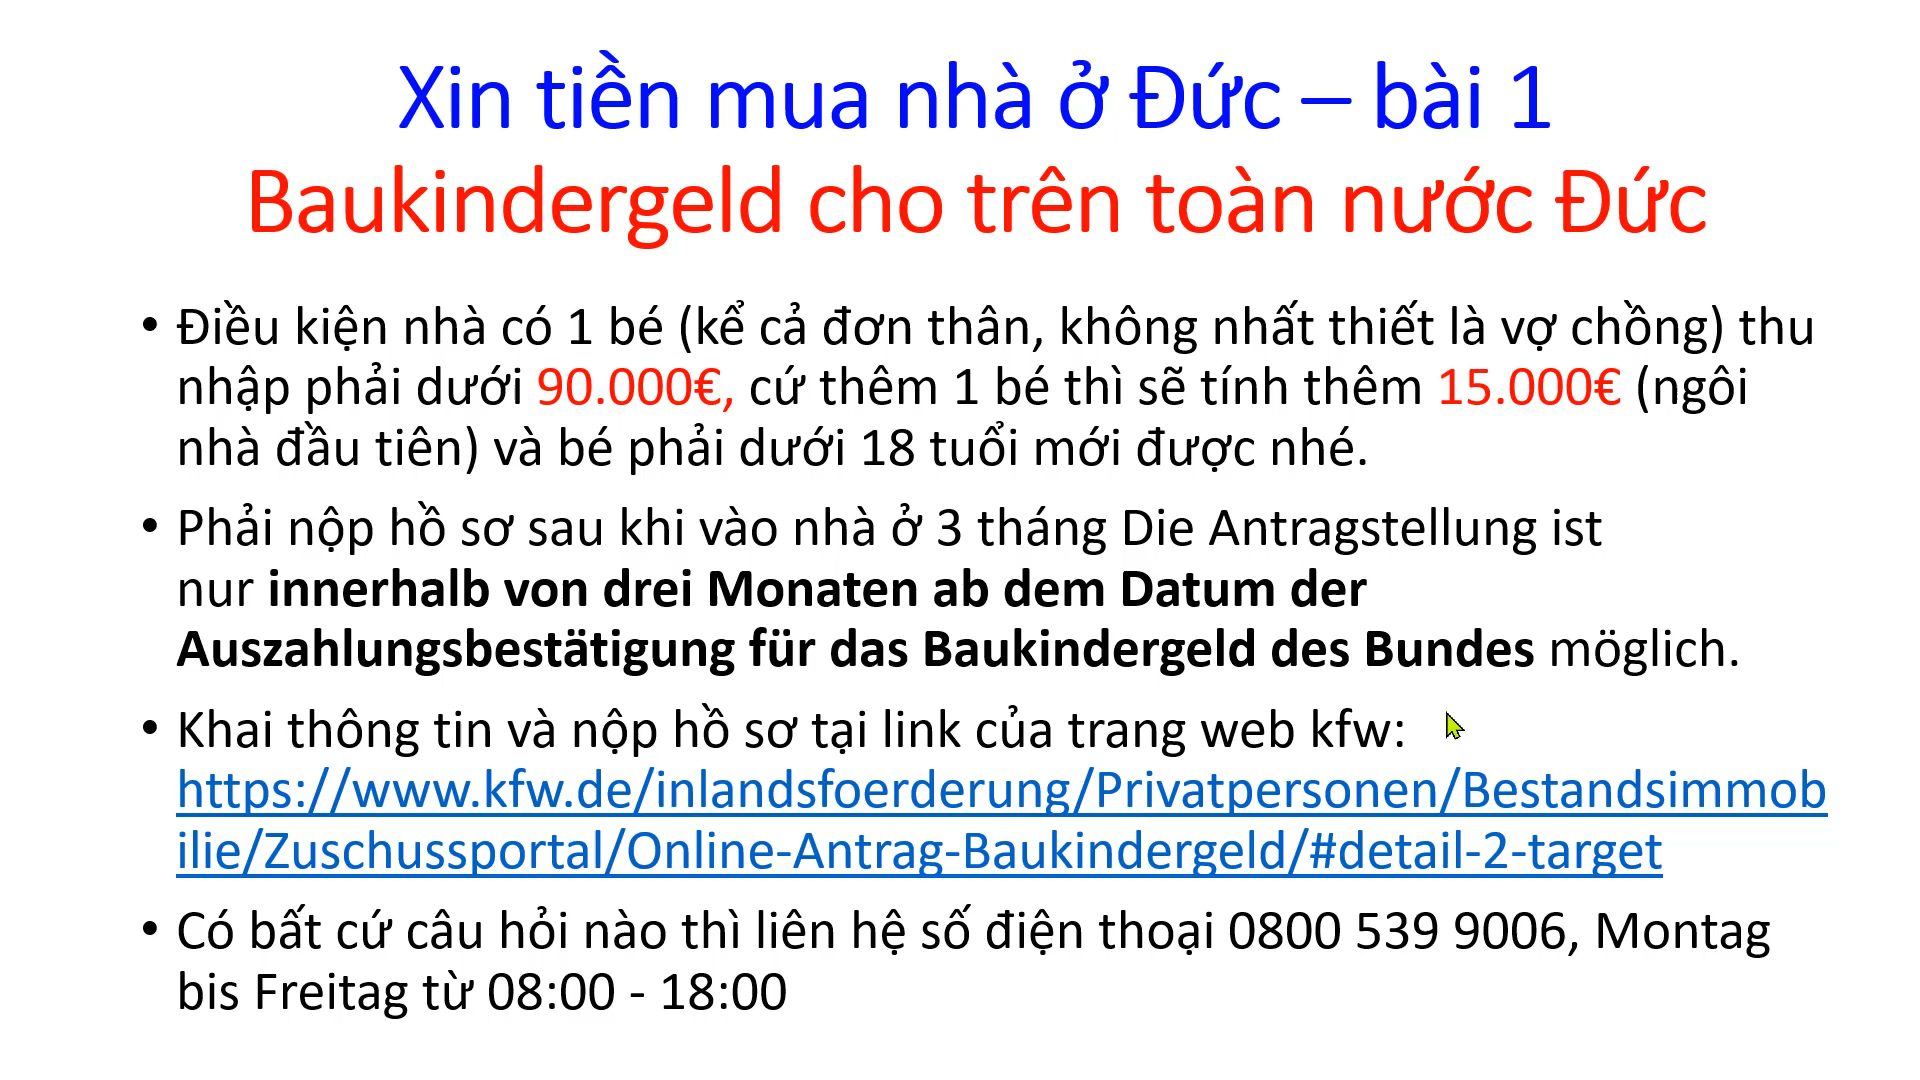 Xin tiền mua nhà ở Đức – bài 1
Baukindergeld cho trên toàn nước Đức
• Điều kiện nhà có 1 bé (kể cả đơn thân, không nhất thiết là vợ chồng) thu
nhập phải dưới 90.000€, cứ thêm 1 bé thì sẽ tính thêm 15.000€ (ngôi
nhà đầu tiên) và bé phải dưới 18 tuổi mới được nhé.
• Phải nộp hồ sơ sau khi vào nhà ở 3 tháng Die Antragstellung ist
nur innerhalb von drei Monaten ab dem Datum der
Auszahlungsbestätigung für das Baukindergeld des Bundes möglich.
• Khai thông tin và nộp hồ sơ tại link của trang web kfw:
https://www.kfw.de/inlandsfoerderung/Privatpersonen/Bestandsimmob
ilie/Zuschussportal/Online-Antrag-Baukindergeld/#detail-2-target
• Có bất cứ câu hỏi nào thì liên hệ số điện thoại 0800 539 9006, Montag
bis Freitag từ 08:00 - 18:00